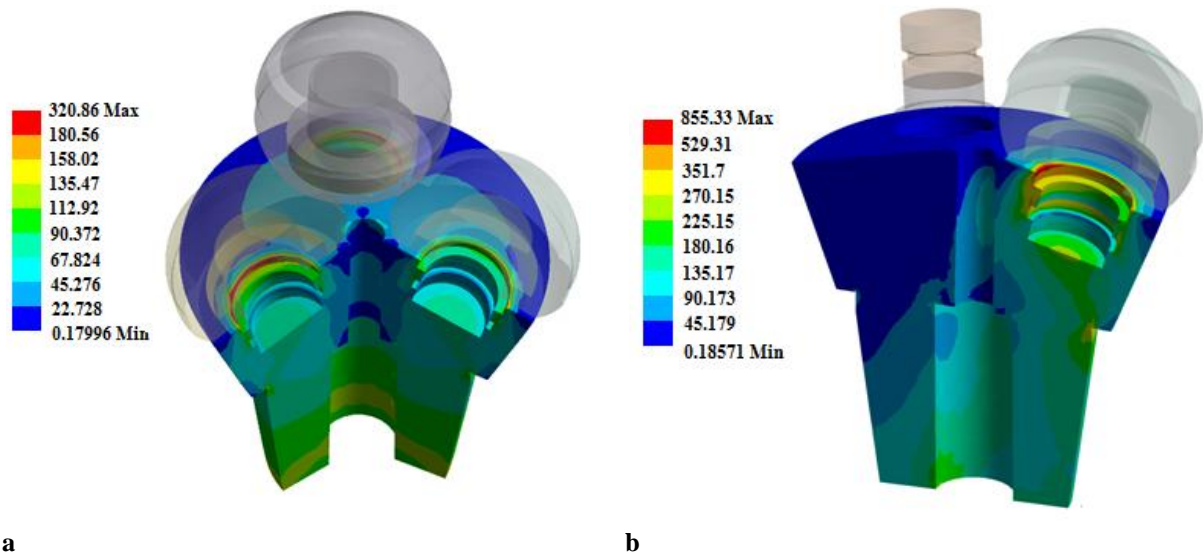 320.86 Max
180.56
158.02
135.47
112.92
90.372
67.824
45.276
22.728
0.17996 Min
855.33 Max
529.31
351.7
270.15
225.15
180.16
135.17
90.173
45.179
0.18571 Min
a
b